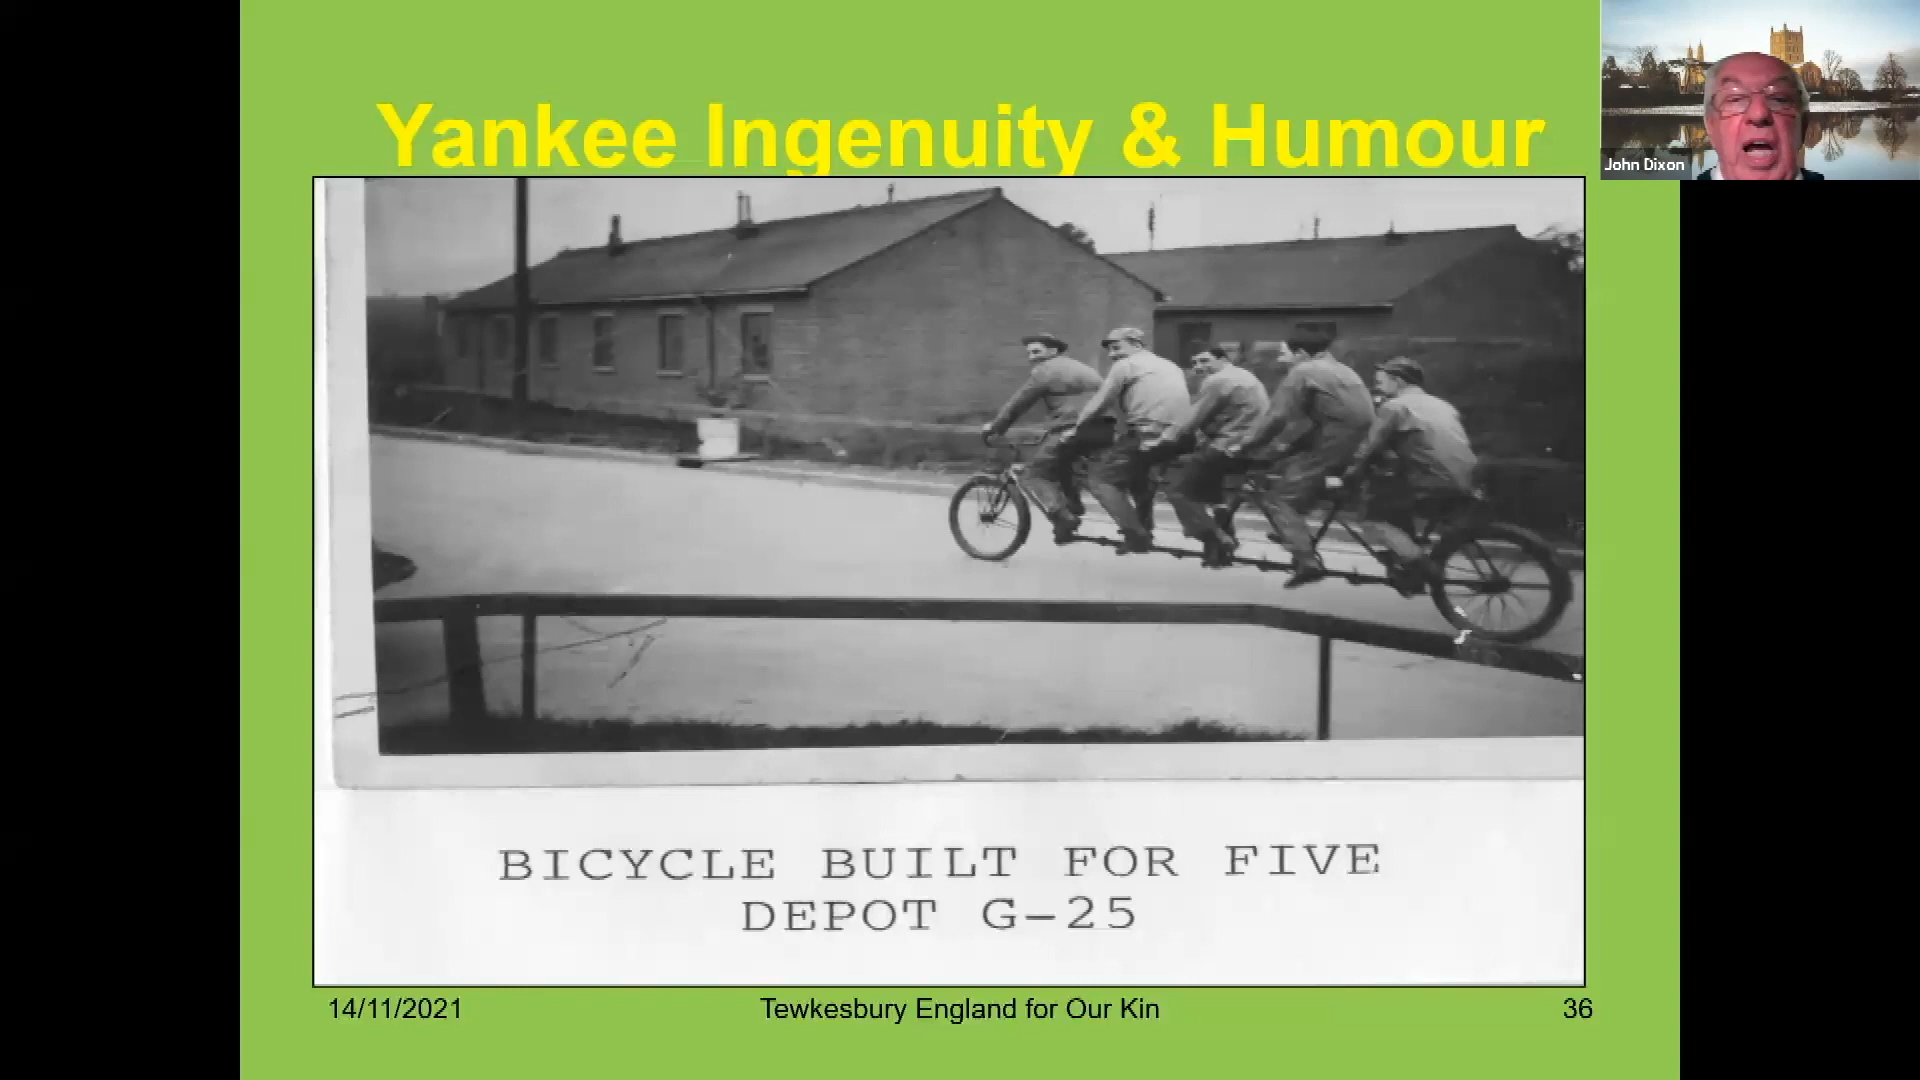 Yankee Ingenuity & Humour
John Dixon
BICYCLE BUILT FOR FIVE
DEPOT G-25
14/11/2021
Tewkesbury England for Our Kin
36